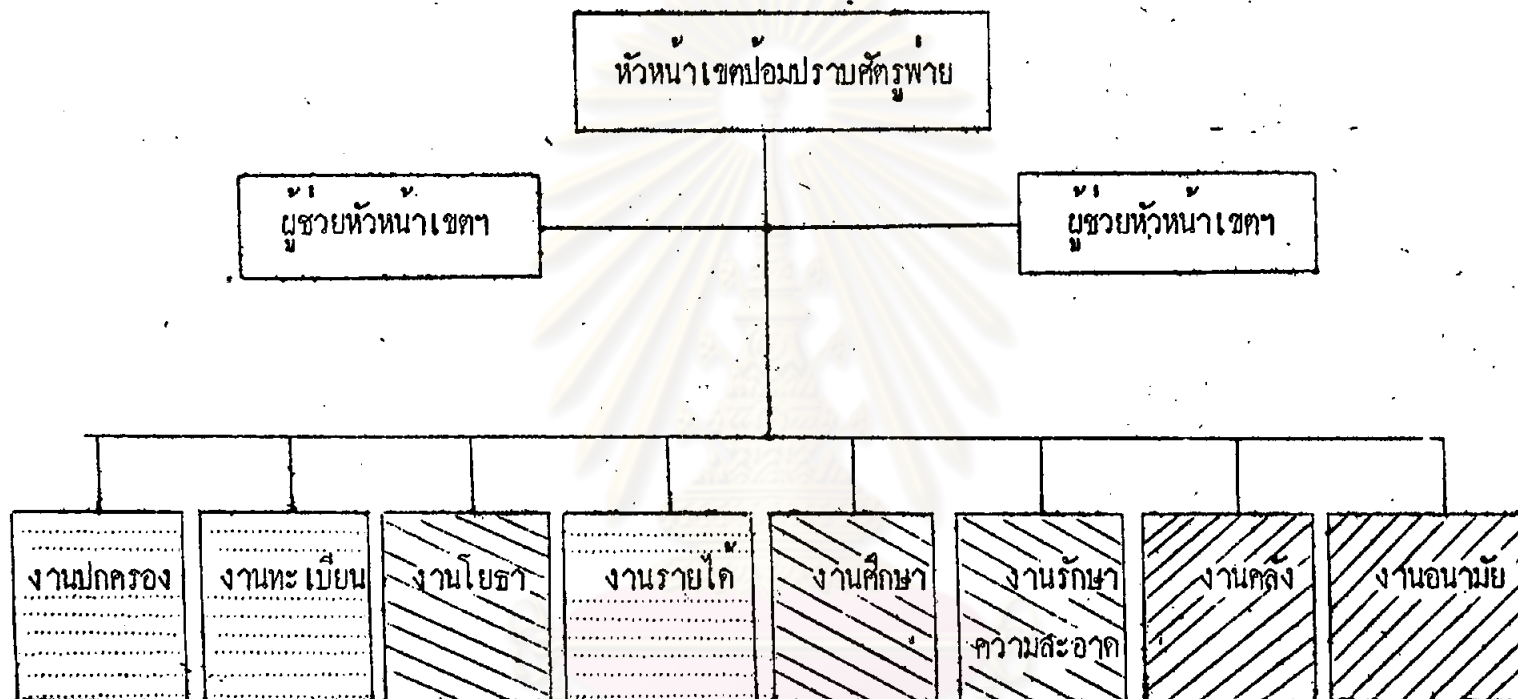 หัวหน้าเขตป้อมปราบศัตรูพ่าย
ผู้ช่วยหัวหน้าเขตฯ
ผู้ช่วยหัวหน้าเขตฯ
งานปกครอง
งานทะเบียน
งานโยธา
งานรายได้
งานศึกษา
งานรักษา
ความสะอาด
งานคลัง
งานอนามัย